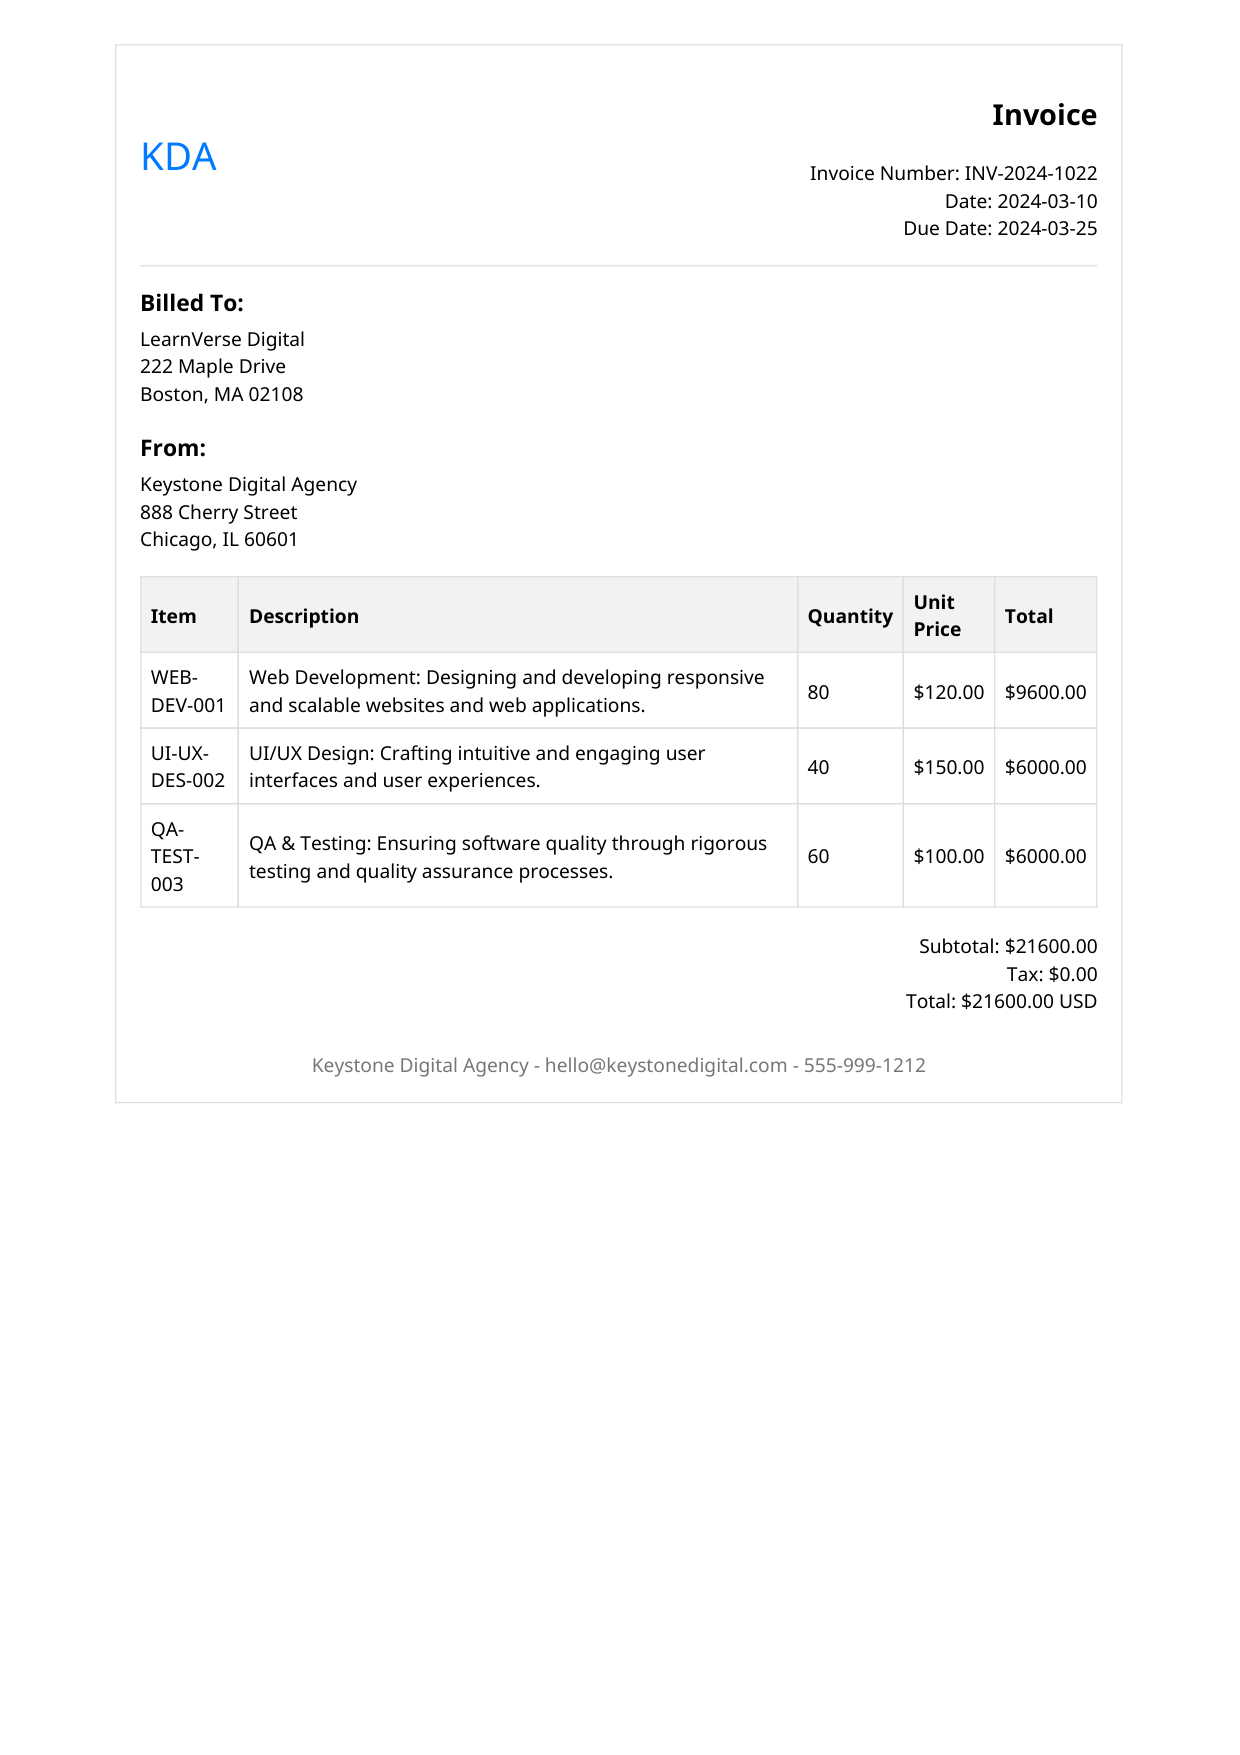 KDA
Invoice
Invoice Number: INV-2024-1022
Date: 2024-03-10
Due Date: 2024-03-25
Billed To:
LearnVerse Digital
222 Maple Drive
Boston, MA 02108
From:
Keystone Digital Agency
888 Cherry Street
Chicago, IL 60601
Item Description Quantity Unit Price Total
WEB-DEV-001 Web Development: Designing and developing responsive and scalable websites and web applications. 80 $120.00 $9600.00
UI-UX-DES-002 UI/UX Design: Crafting intuitive and engaging user interfaces and user experiences. 40 $150.00 $6000.00
QA-TEST-003 QA & Testing: Ensuring software quality through rigorous testing and quality assurance processes. 60 $100.00 $6000.00
Subtotal: $21600.00
Tax: $0.00
Total: $21600.00 USD
Keystone Digital Agency - hello@keystonedigital.com - 555-999-1212